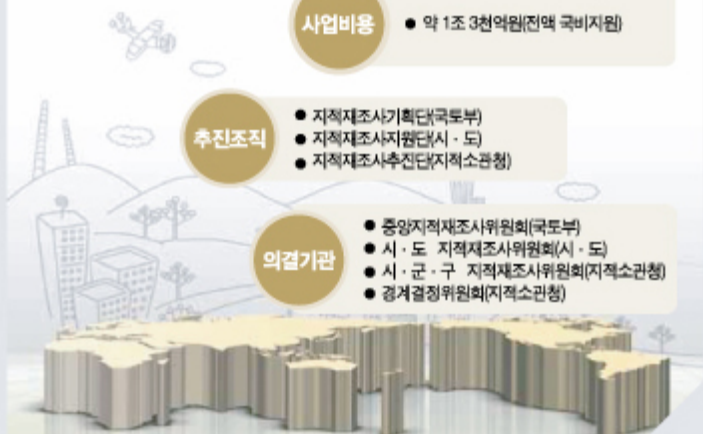 사업비용
● 약 1조 3천억원(전액 국비지원)
추진조직
● 지적재조사기획단(국토부)
● 지적재조사지원단(시·도)
● 지적재조사추진단(지적소관청)
의결기관
● 중앙지적재조사위원회(국토부)
● 시·도 지적재조사위원회(시·도)
● 시·군·구 지적재조사위원회(지적소관청)
● 경계결정위원회(지적소관청)